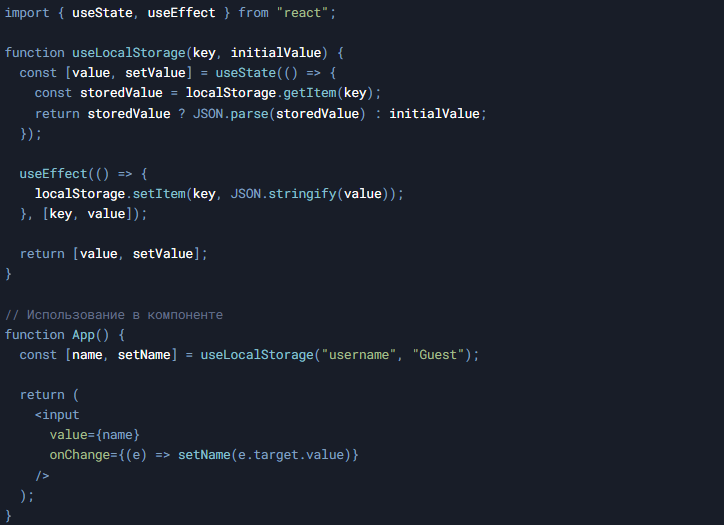 import { useState, useEffect } from "react";

function useLocalStorage(key, initialValue) {
  const [value, setValue] = useState(() => {
    const storedValue = localStorage.getItem(key);
    return storedValue ? JSON.parse(storedValue) : initialValue;
  });

  useEffect(() => {
    localStorage.setItem(key, JSON.stringify(value));
  }, [key, value]);

  return [value, setValue];
}

// Использование в компоненте
function App() {
  const [name, setName] = useLocalStorage("username", "Guest");

  return (
    <input
      value={name}
      onChange={(e) => setName(e.target.value)}
    />
  );
}